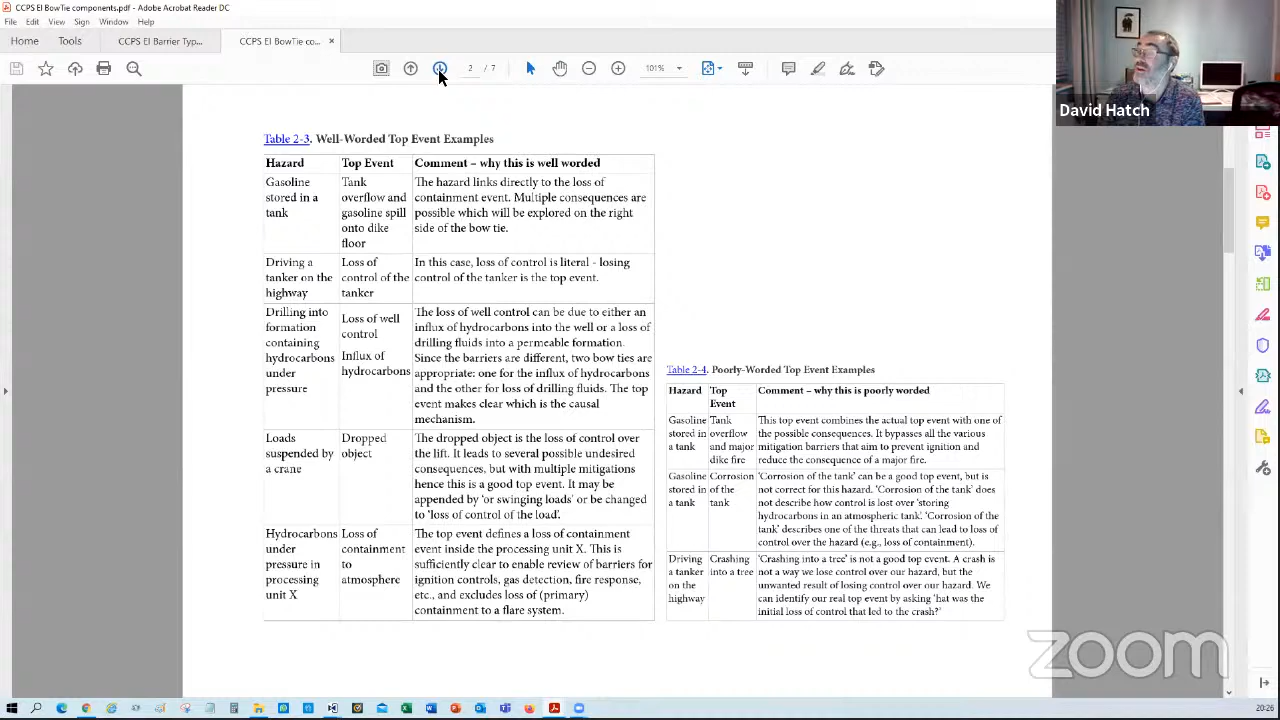 CCPS EI BowTie components.pdf - Adobe Acrobat Reader DC
File Edit View Sign Window Help
Home Tools CCPS EI Barrier Typ... CCPS EI BowTie co... ×
2 / 7 101%
David Hatch
Table 2-3. Well-Worded Top Event Examples
Hazard Top Event Comment – why this is well worded
Gasoline
stored in a
tank
Tank
overflow and
gasoline spill
onto dike
floor
The hazard links directly to the loss of
containment event. Multiple consequences are
possible which will be explored on the right
side of the bow tie.
Driving a
tanker on the
highway
Loss of
control of the
tanker
In this case, loss of control is literal - losing
control of the tanker is the top event.
Drilling into
formation
containing
hydrocarbons
under
pressure
Loss of well
control
Influx of
hydrocarbons
The loss of well control can be due to either an
influx of hydrocarbons into the well or a loss of
drilling fluids into a permeable formation.
Since the barriers are different, two bow ties are
appropriate: one for the influx of hydrocarbons
and the other for loss of drilling fluids. The top
event makes clear which is the causal
mechanism.
Loads
suspended by
a crane
Dropped
object
The dropped object is the loss of control over
the lift. It leads to several possible undesired
consequences, but with multiple mitigations
hence this is a good top event. It may be
appended by 'or swinging loads' or be changed
to 'loss of control of the load'.
Hydrocarbons
under
pressure in
processing
unit X
Loss of
containment
to
atmosphere
The top event defines a loss of containment
event inside the processing unit X. This is
sufficiently clear to enable review of barriers for
ignition controls, gas detection, fire response,
etc., and excludes loss of (primary)
containment to a flare system.
Table 2-4. Poorly-Worded Top Event Examples
Hazard Top
Event
Comment – why this is poorly worded
Gasoline
stored in
a tank
Tank
overflow
and major
dike fire
This top event combines the actual top event with one of
the possible consequences. It bypasses all the various
mitigation barriers that aim to prevent ignition and
reduce the consequence of a major fire.
Gasoline
stored in
a tank
Corrosion
of the
tank
'Corrosion of the tank' can be a good top event, but is
not correct for this hazard. 'Corrosion of the tank' does
not describe how control is lost over 'storing
hydrocarbons in an atmospheric tank'. 'Corrosion of the
tank' describes one of the threats that can lead to loss of
control over the hazard (e.g., loss of containment).
Driving
a tanker
on the
highway
Crashing
into a tree
'Crashing into a tree' is not a good top event. A crash is
not a way we lose control over our hazard, but the
unwanted result of losing control over our hazard. We
can identify our real top event by asking 'hat was the
initial loss of control that led to the crash?'
zoom
20:26